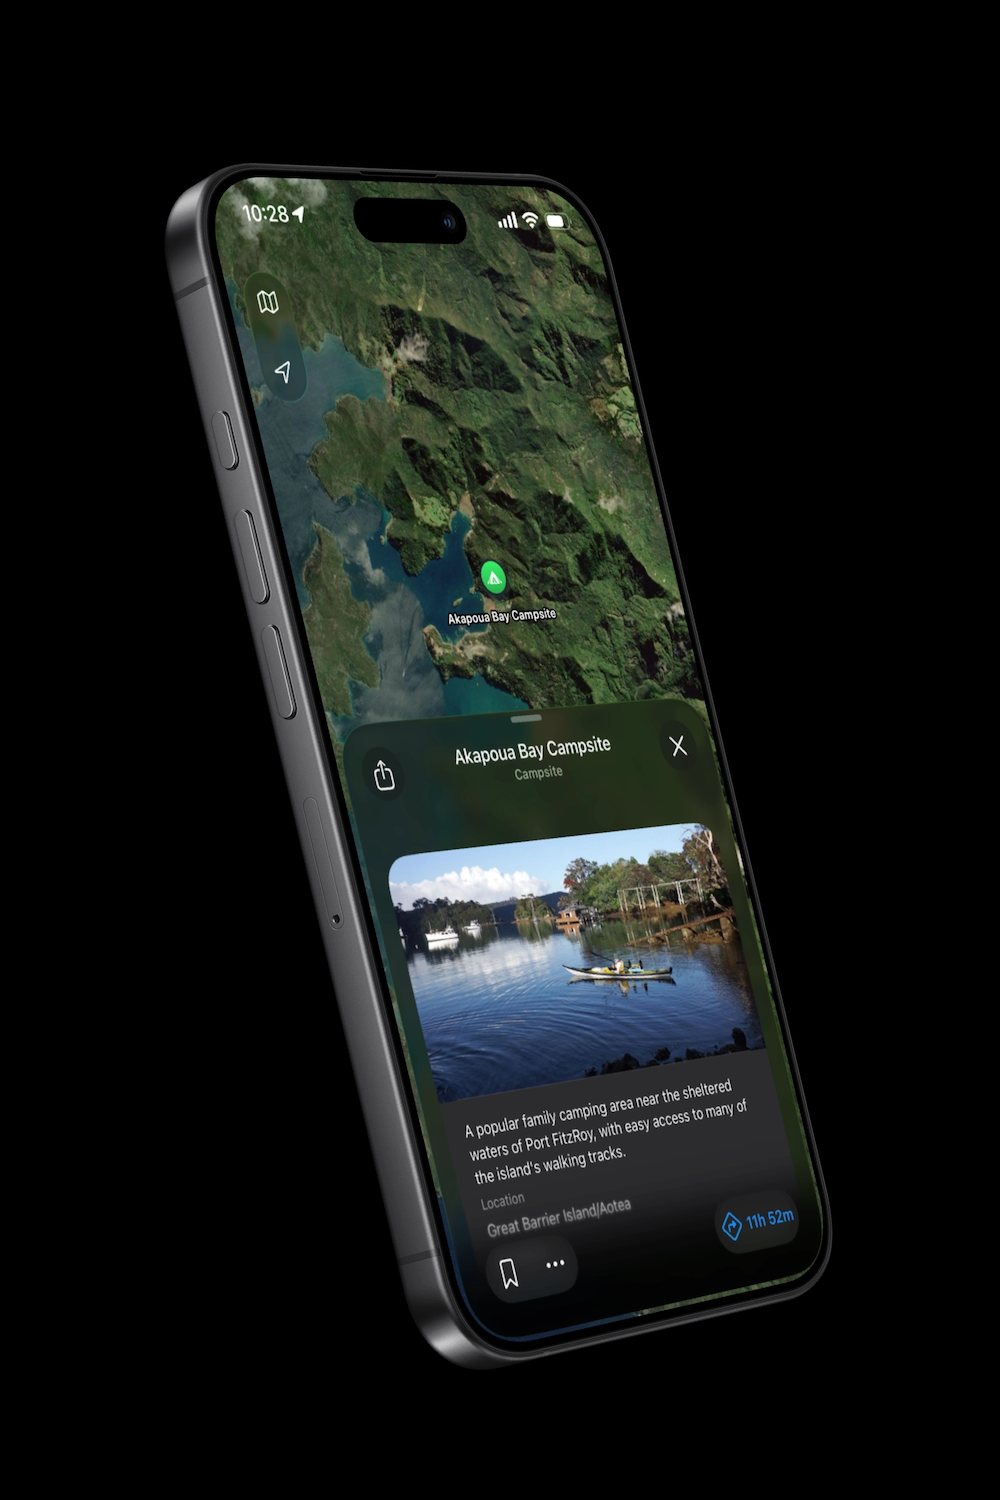 10:28
Akapoua Bay Campsite
Akapoua Bay Campsite
Campsite
A popular family camping area near the sheltered
waters of Port FitzRoy, with easy access to many of
the island's walking tracks.
Location
Great Barrier Island/Aotea
11h 52m